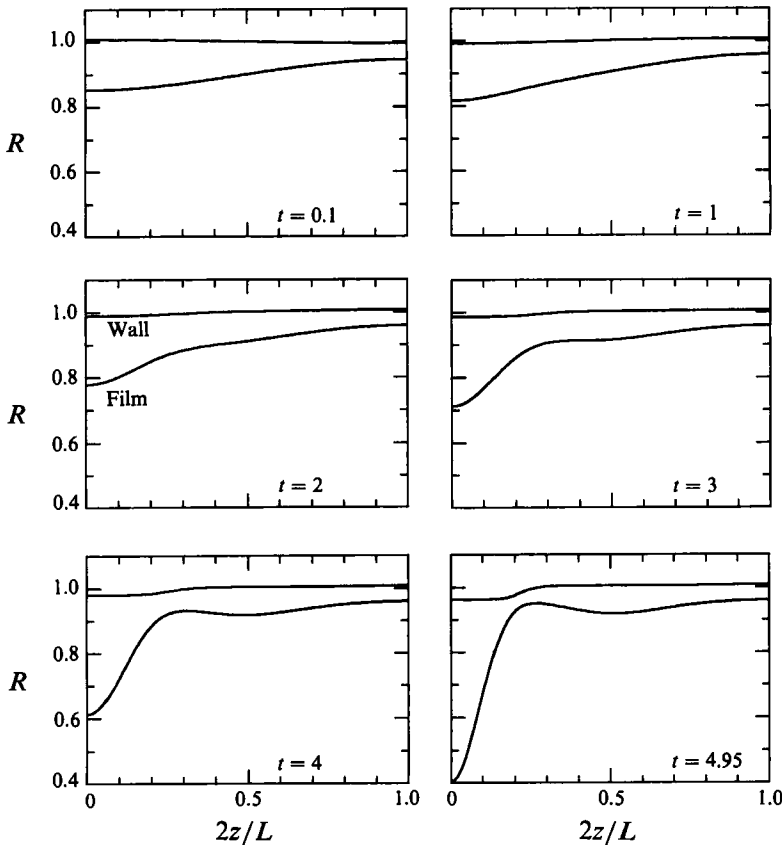 1.0
0.8
R
0.6
0.4
t = 0.1
t = 1
1.0
Wall
0.8
Film
R
0.6
0.4
t = 2
t = 3
1.0
0.8
R
0.6
0.4
t = 4
t = 4.95
0 0.5 1.0
0 0.5 1.0
2z/L
2z/L